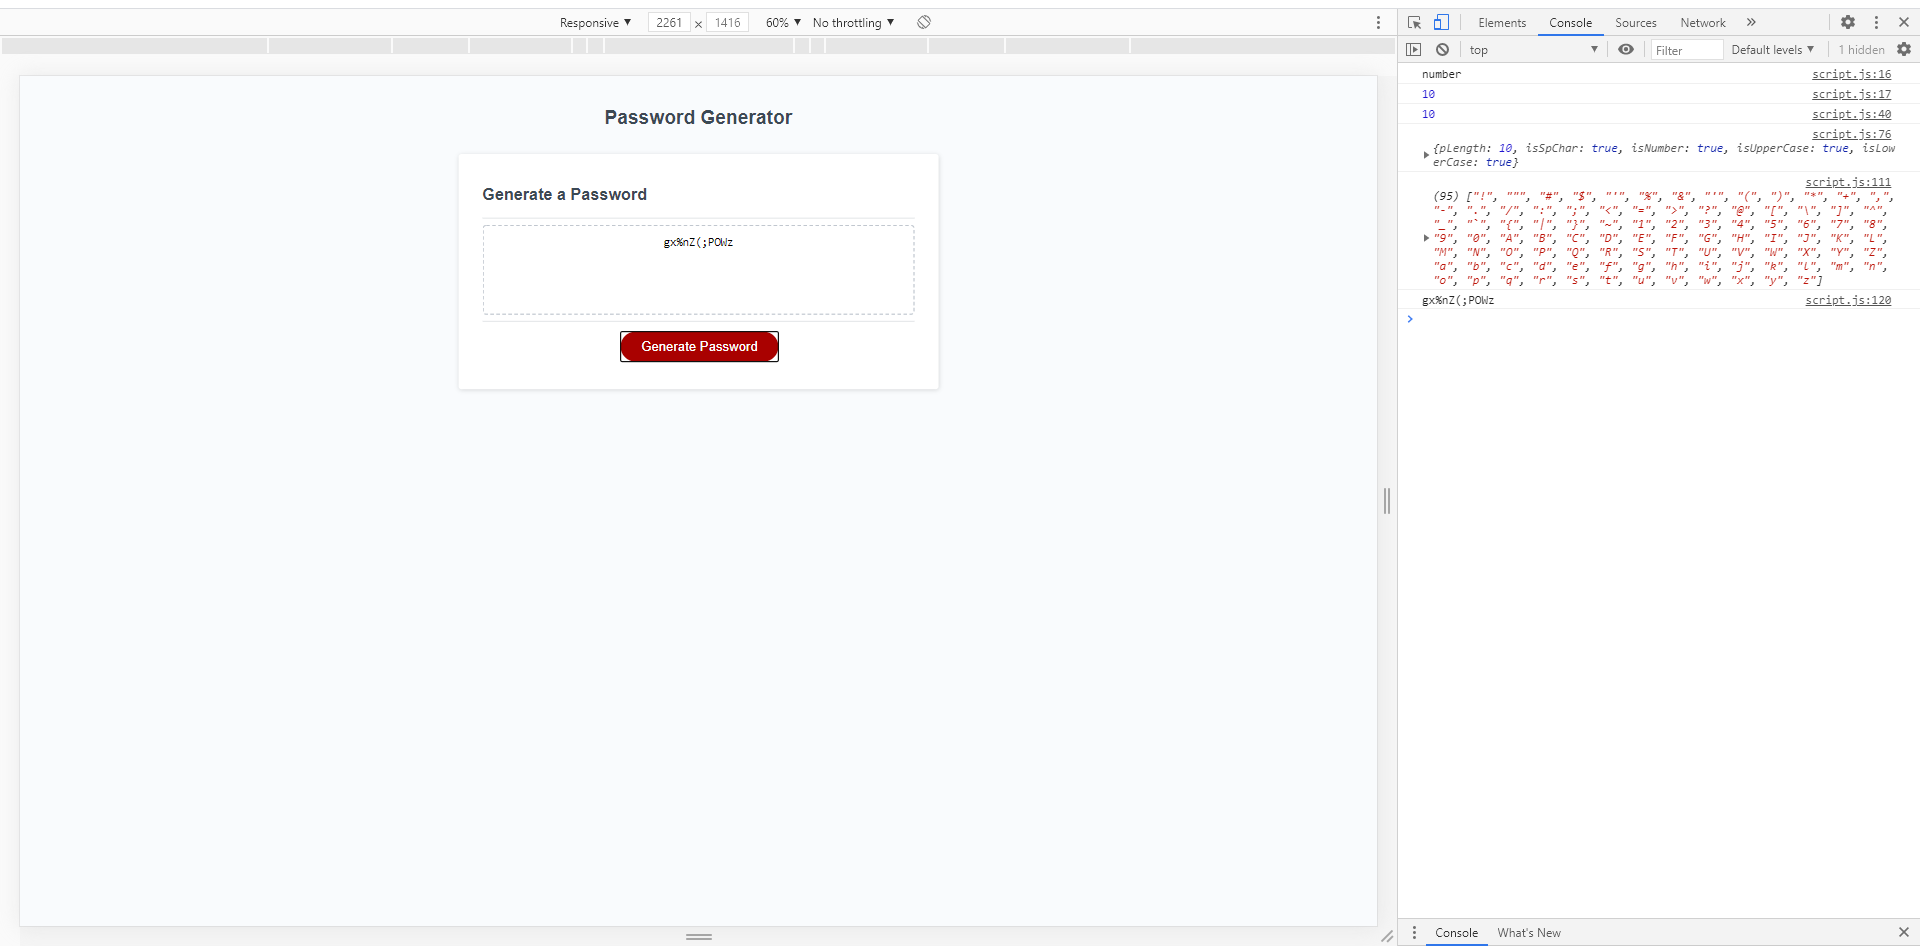 Responsive ▼ 2261 × 1416 60% ▼ No throttling ▼
Password Generator
Generate a Password
gx%nZ(;POWz
Generate Password
Elements Console Sources Network »
top ▼ Filter Default levels ▼ 1 hidden
number script.js:16
10 script.js:17
10 script.js:40
script.js:76
{pLength: 10, isSpChar: true, isNumber: true, isUpperCase: true, isLow
erCase: true}
script.js:111
(95) ["!", """, "#", "$", "'", "%", "&", "'", "(", ")", "*", "+", ",",
"-", ".", "/", ":", ";", "<", "=", ">", "?", "@", "[", "\", "]", "^",
"_", "`", "{", "|", "}", "~", "1", "2", "3", "4", "5", "6", "7", "8",
"9", "0", "A", "B", "C", "D", "E", "F", "G", "H", "I", "J", "K", "L",
"M", "N", "O", "P", "Q", "R", "S", "T", "U", "V", "W", "X", "Y", "Z",
"a", "b", "c", "d", "e", "f", "g", "h", "i", "j", "k", "l", "m", "n",
"o", "p", "q", "r", "s", "t", "u", "v", "w", "x", "y", "z"]
gx%nZ(;POWz script.js:120
Console What's New